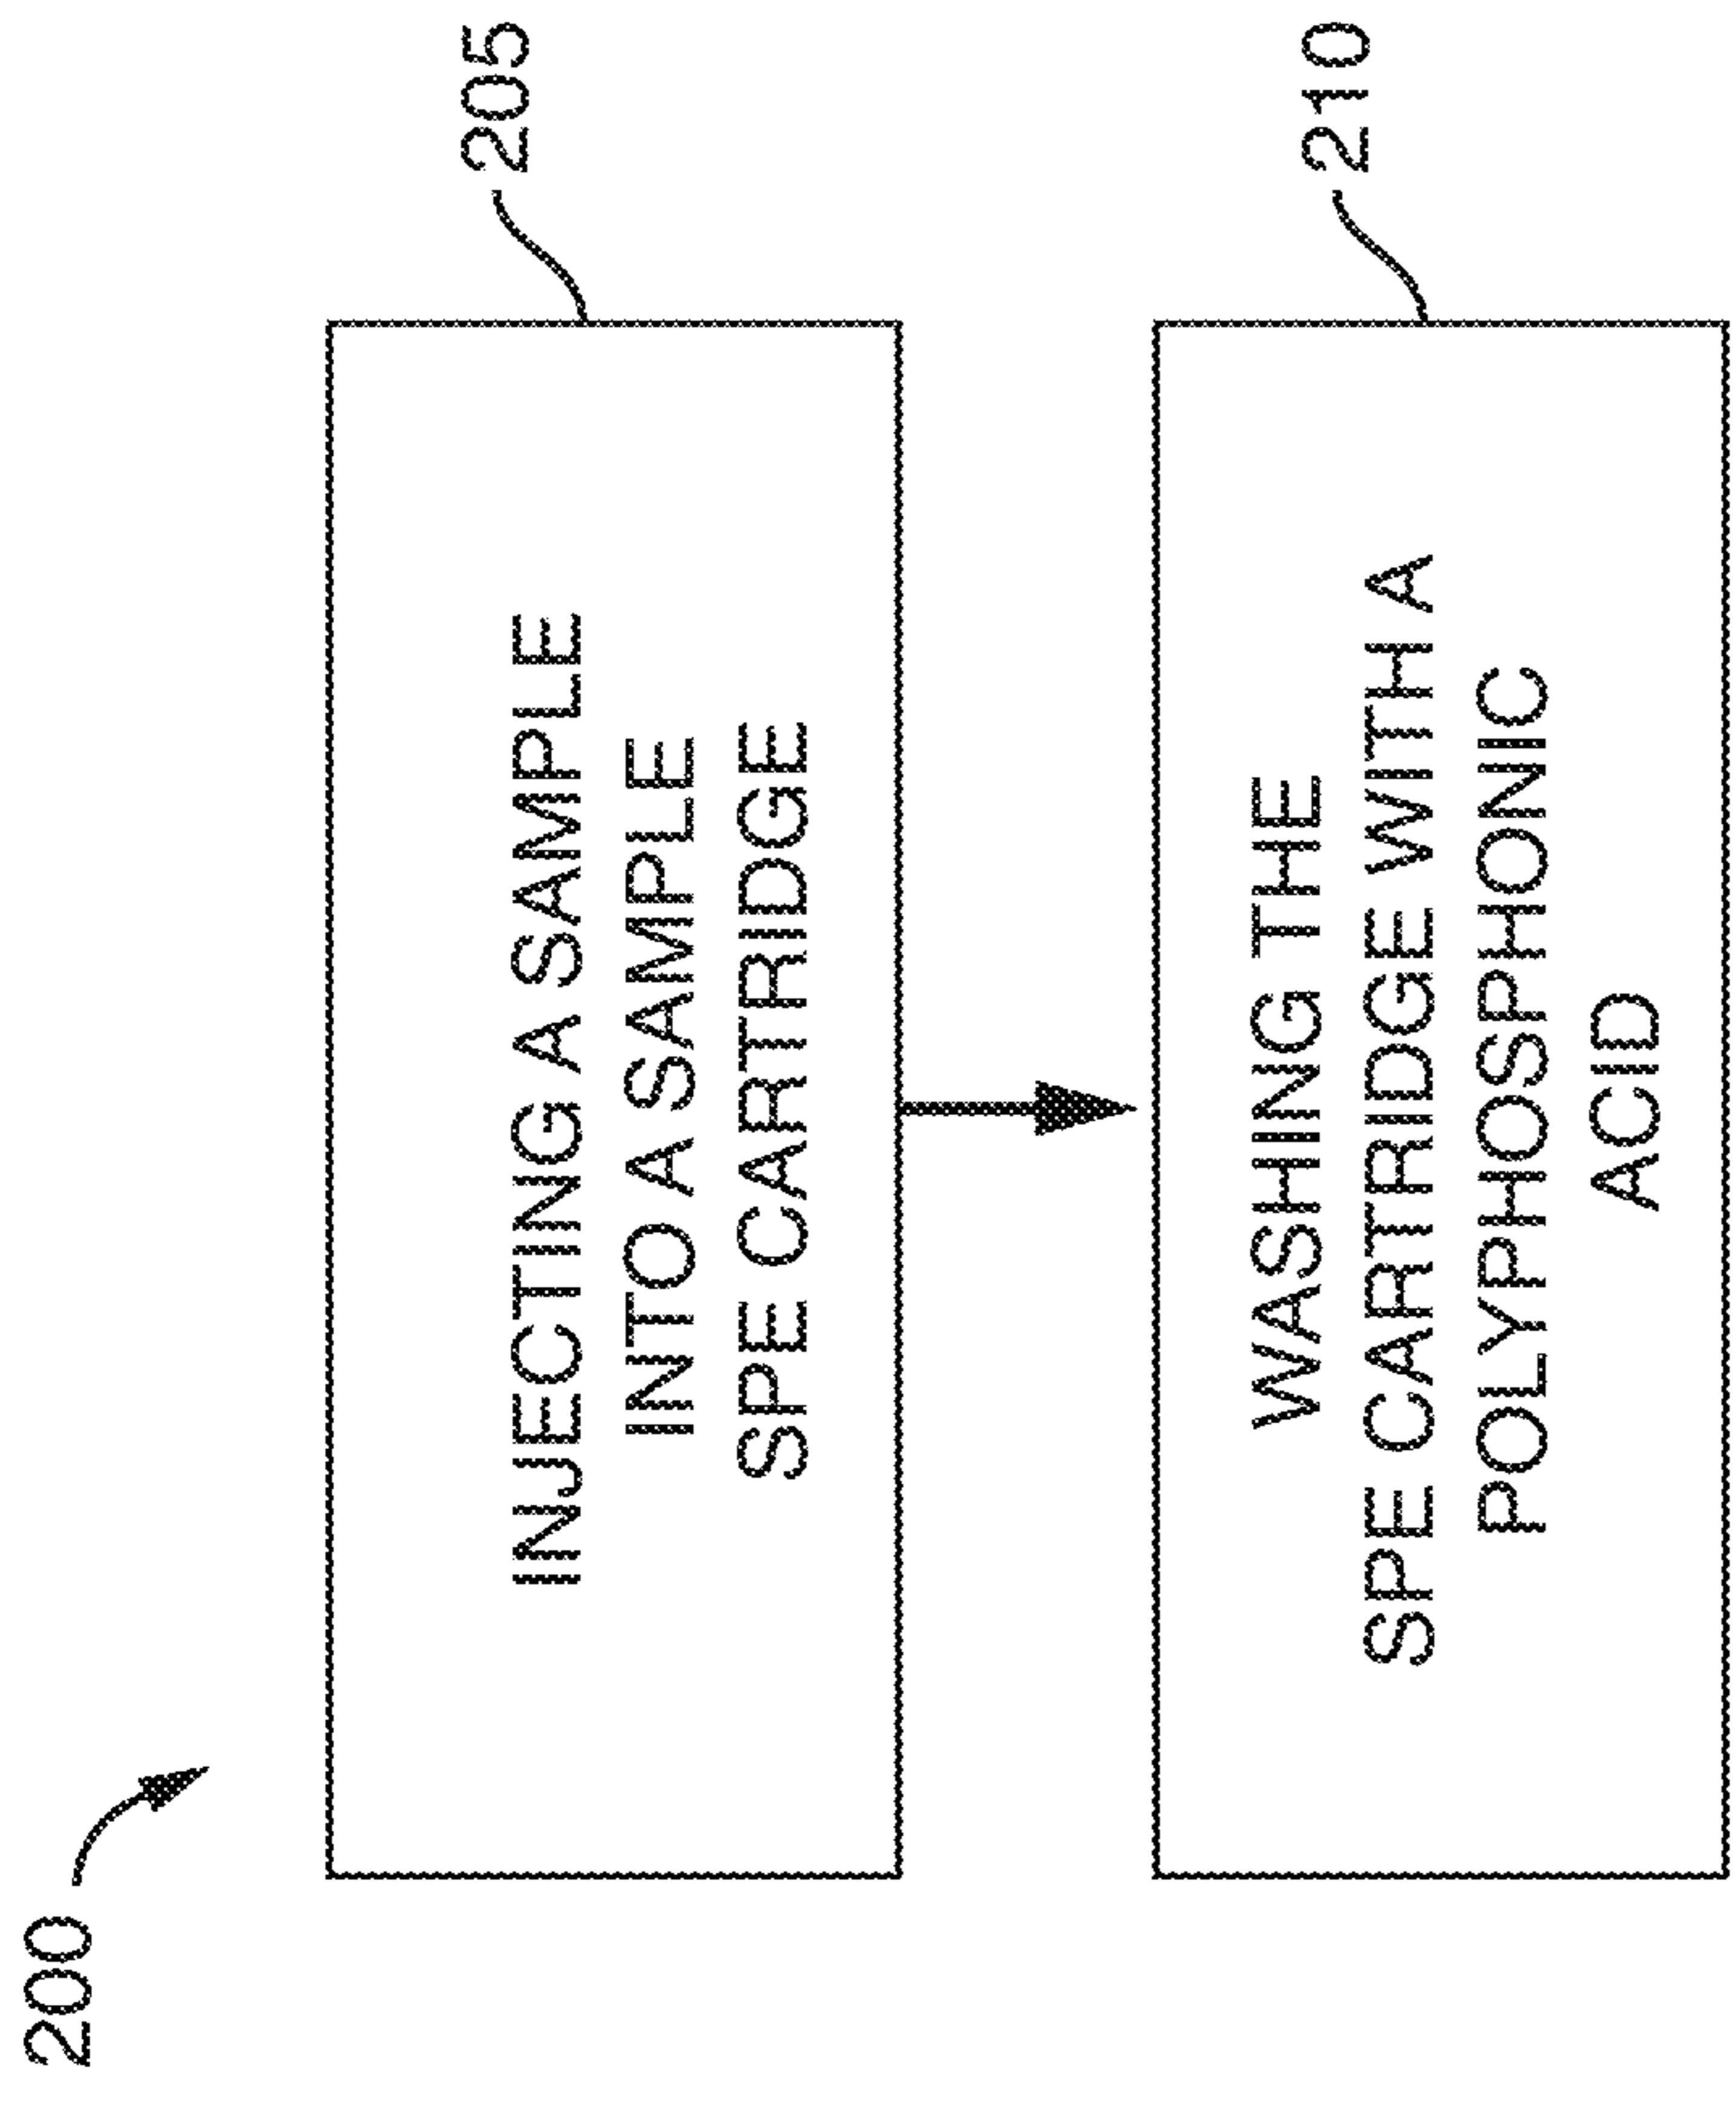 200
INJECTING A SAMPLE
INTO A SAMPLE
SPE CARTRIDGE
205
WASHING THE
SPE CARTRIDGE WITH A
POLYPHOSPHONIC
ACID
210